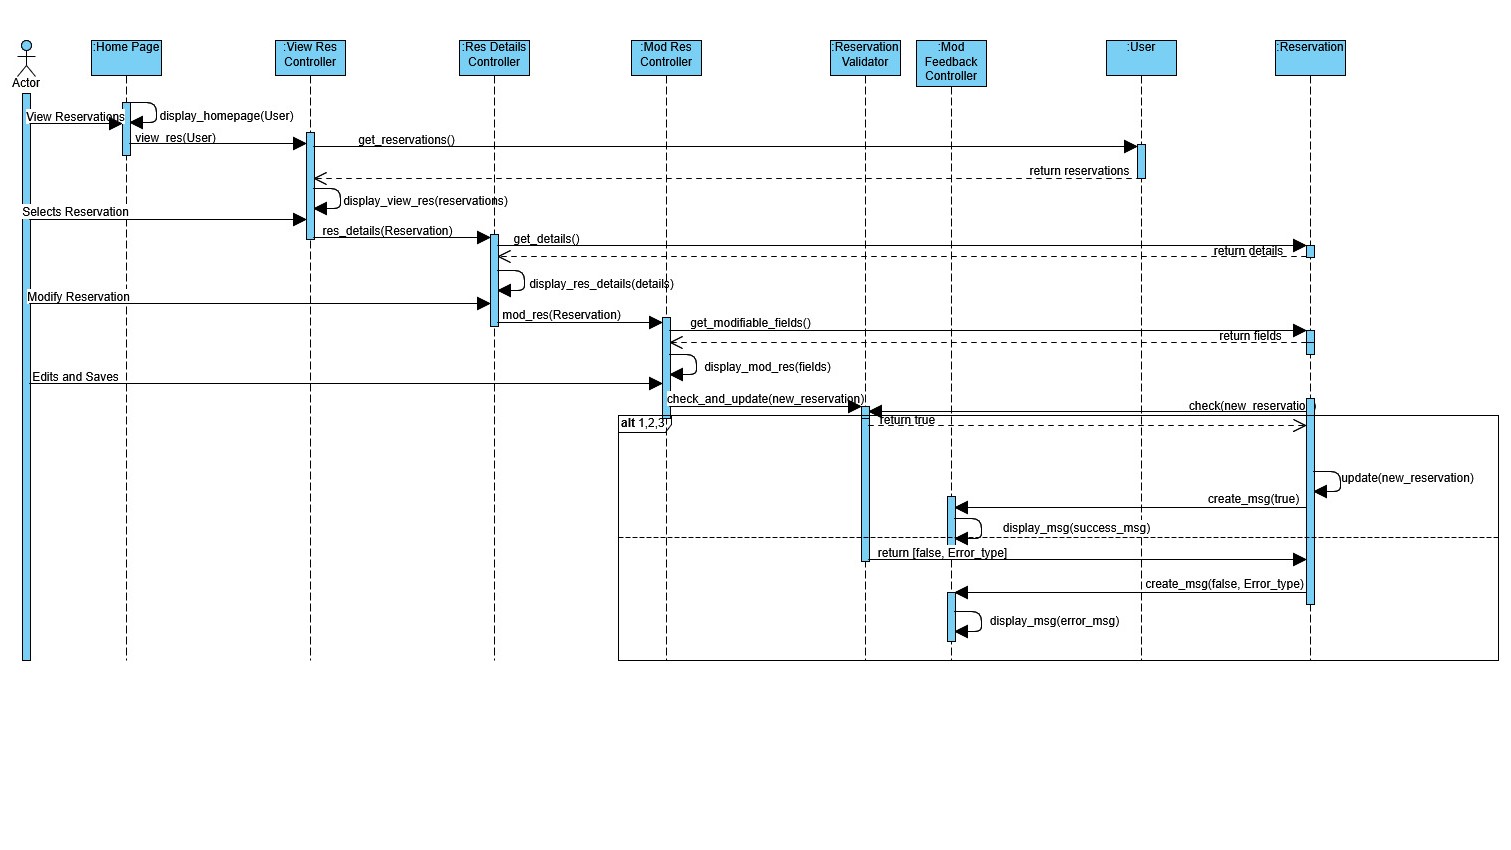 :Home Page
:View Res
Controller
:Res Details
Controller
:Mod Res
Controller
:Reservation
Validator
:Mod
Feedback
Controller
:User
:Reservation
Actor
View Reservations
display_homepage(User)
view_res(User)
get_reservations()
return reservations
display_view_res(reservations)
Selects Reservation
res_details(Reservation)
get_details()
return details
display_res_details(details)
Modify Reservation
mod_res(Reservation)
get_modifiable_fields()
return fields
display_mod_res(fields)
Edits and Saves
check_and_update(new_reservation)
check(new_reservatio)
alt 1,2,3
return true
update(new_reservation)
create_msg(true)
display_msg(success_msg)
return [false, Error_type]
create_msg(false, Error_type)
display_msg(error_msg)